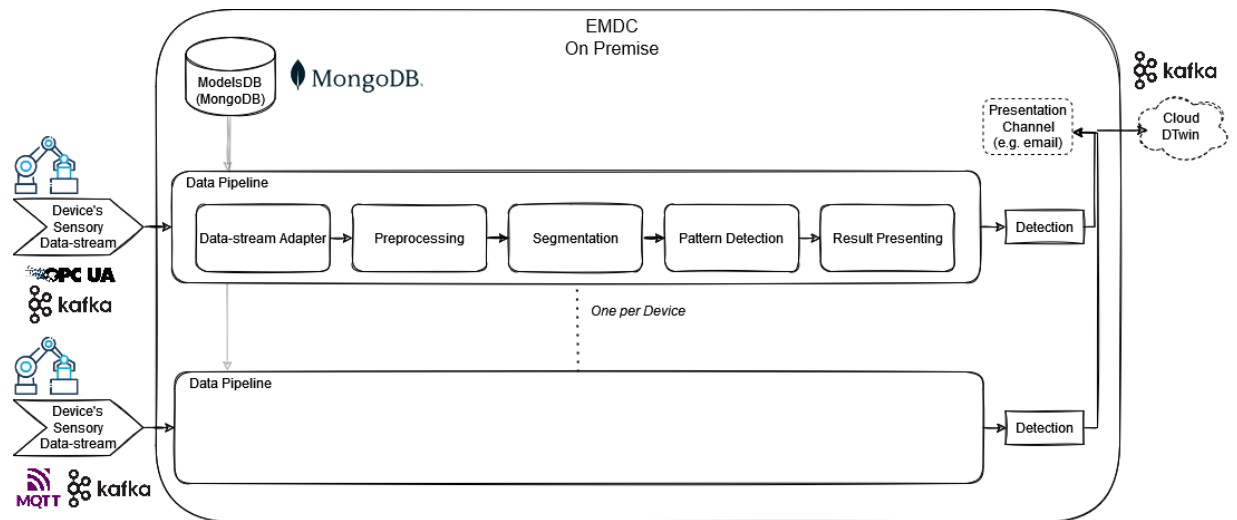 EMDC
On Premise
ModelsDB
(MongoDB)
MongoDB.
kafka
Presentation
Channel
(e.g. email)
Cloud
DTwin
Data Pipeline
Device's
Sensory
Data-stream
Data-stream Adapter
Preprocessing
Segmentation
Pattern Detection
Result Presenting
Detection
OPC UA
kafka
One per Device
Data Pipeline
Device's
Sensory
Data-stream
Detection
MQTT
kafka